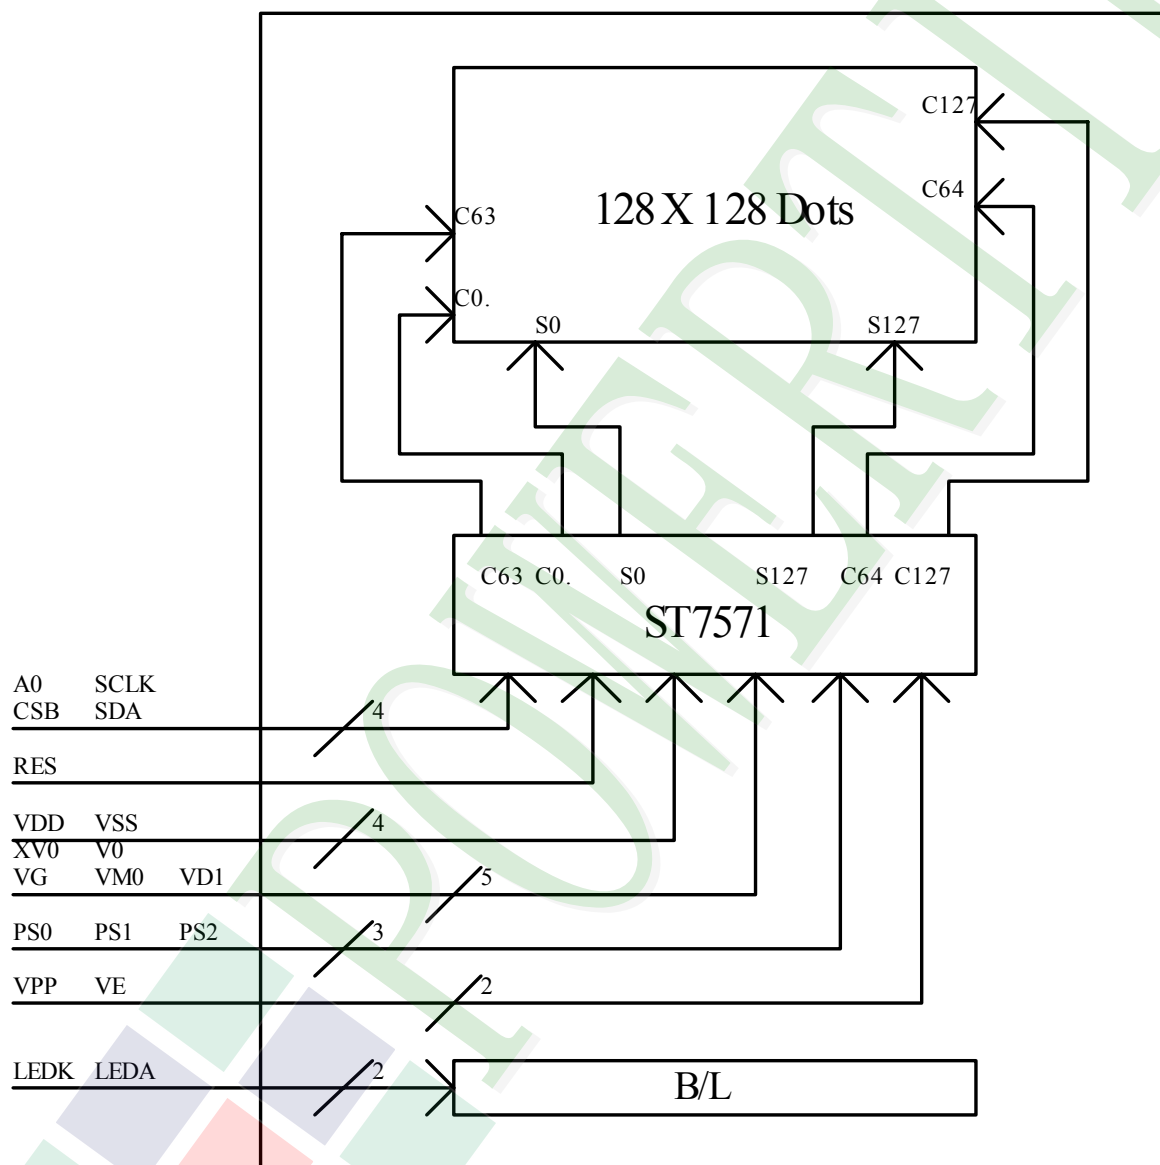 C127
C64
128 X 128 Dots
C63
C0.
S0 S127
C63 C0. S0 S127 C64 C127
ST7571
A0 SCLK
CSB SDA 4
RES
VDD VSS 4
XV0 V0
VG VM0 VD1 5
PS0 PS1 PS2 3
VPP VE 2
LEDK LEDA 2
B/L